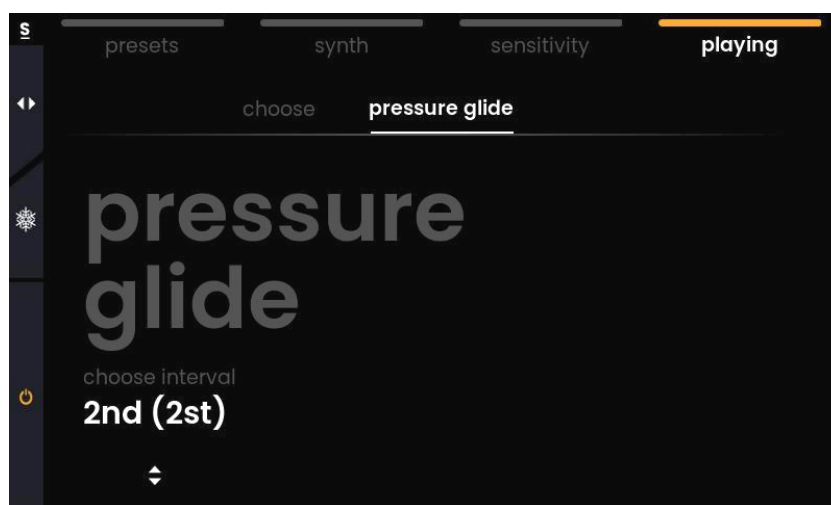 S
presets synth sensitivity playing
choose pressure glide
pressure
glide
choose interval
2nd (2st)